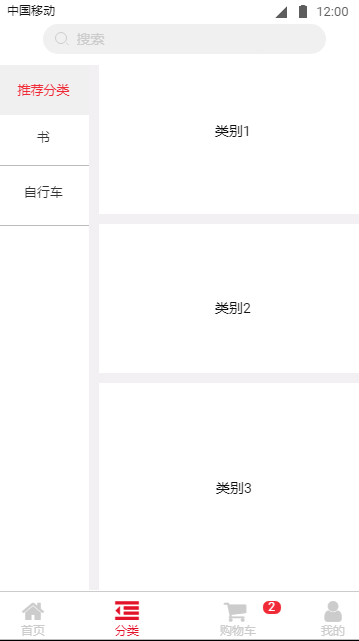 中国移动 12:00
搜索
推荐分类
书
自行车
类别1
类别2
类别3
2
首页 分类 购物车 我的